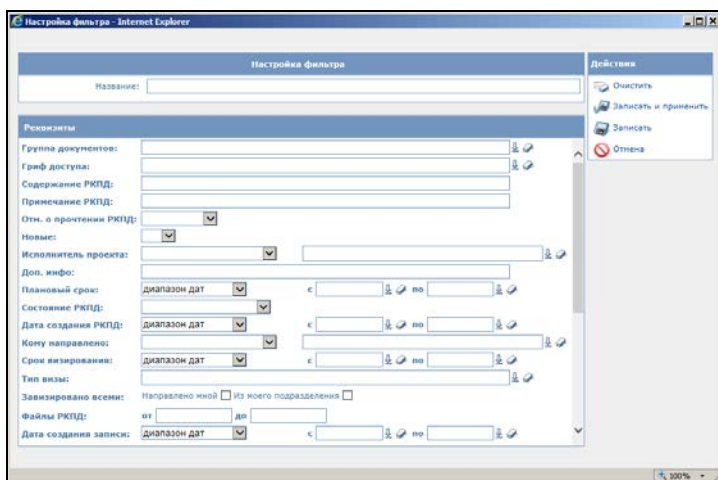 Настройка фильтра - Internet Explorer
Настройка фильтра
Название:
Действия
Очистить
Записать и применить
Записать
Отмена
Реквизиты
Группа документов:
Гриф доступа:
Содержание РКПД:
Примечание РКПД:
Отм. о прочтении РКПД:
Новые:
Исполнитель проекта:
Доп. инфо:
Плановый срок: диапазон дат с по
Состояние РКПД:
Дата создания РКПД: диапазон дат с по
Кому направлено:
Срок визирования: диапазон дат с по
Тип визы:
Завизировано всеми: Направлено мной Из моего подразделения
Файлы РКПД: от до
Дата создания записи: диапазон дат с по
100%